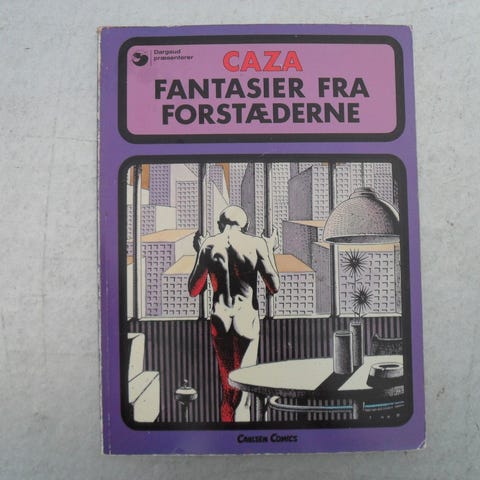 Dargaud
præsenterer
CAZA
FANTASIER FRA
FORSTÆDERNE
CARLSEN COMICS